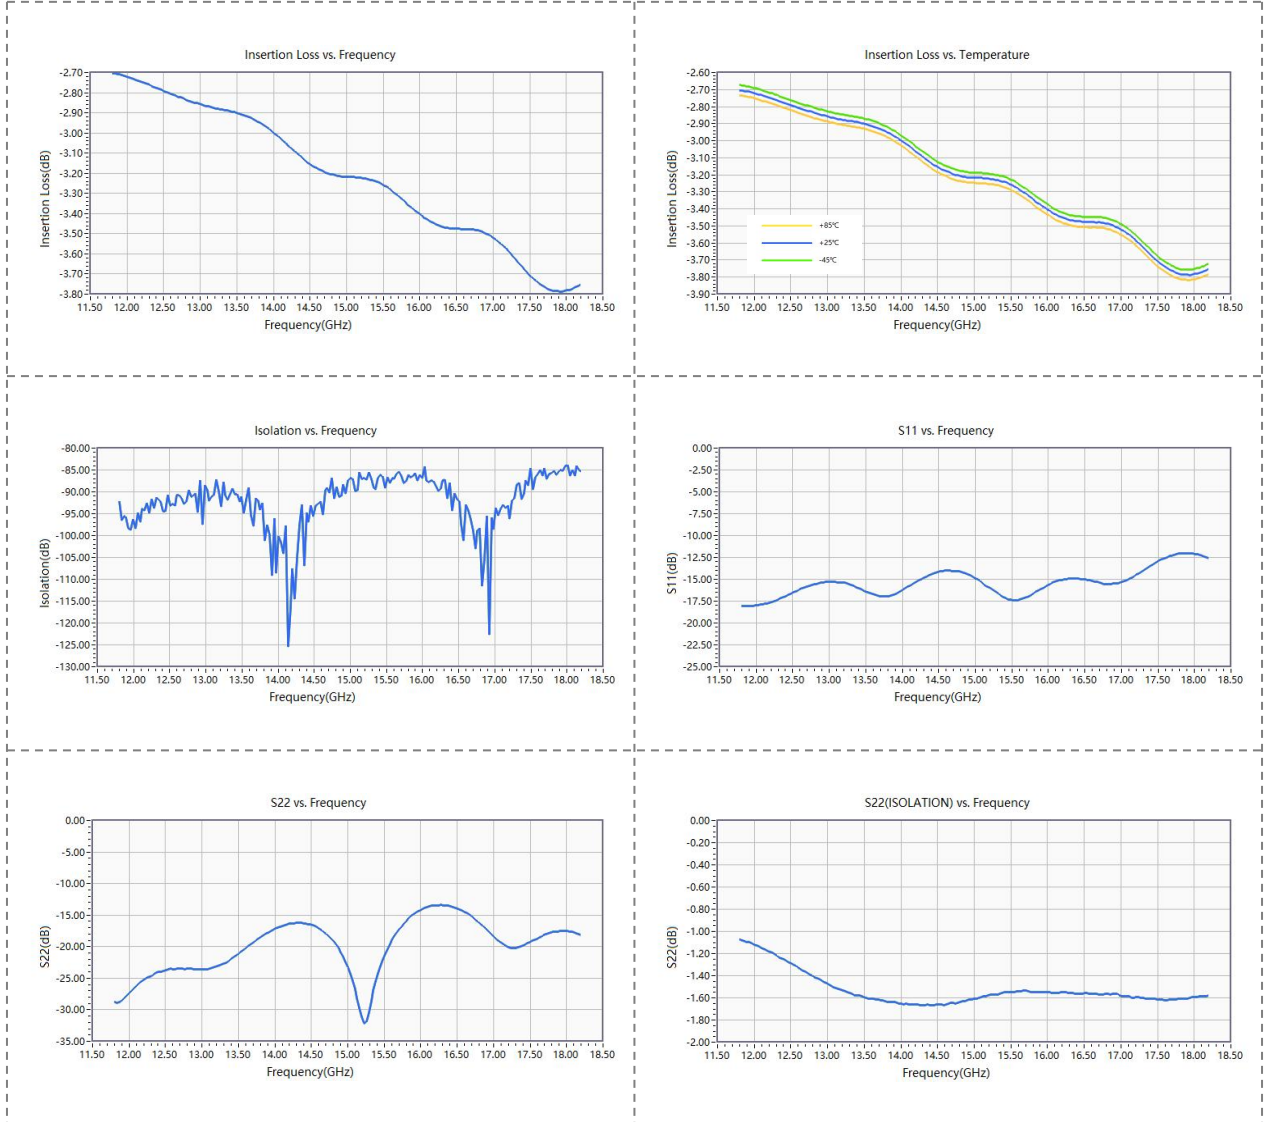 Insertion Loss vs. Frequency
-2.70
-2.80
-2.90
-3.00
-3.10
-3.20
-3.30
-3.40
-3.50
-3.60
-3.70
-3.80
Insertion Loss(dB)
11.50 12.00 12.50 13.00 13.50 14.00 14.50 15.00 15.50 16.00 16.50 17.00 17.50 18.00 18.50
Frequency(GHz)
Insertion Loss vs. Temperature
-2.60
-2.70
-2.80
-2.90
-3.00
-3.10
-3.20
-3.30
-3.40
-3.50
-3.60
-3.70
-3.80
-3.90
Insertion Loss(dB)
+85℃
+25℃
-45℃
11.50 12.00 12.50 13.00 13.50 14.00 14.50 15.00 15.50 16.00 16.50 17.00 17.50 18.00 18.50
Frequency(GHz)
Isolation vs. Frequency
-80.00
-85.00
-90.00
-95.00
-100.00
-105.00
-110.00
-115.00
-120.00
-125.00
-130.00
Isolation(dB)
11.50 12.00 12.50 13.00 13.50 14.00 14.50 15.00 15.50 16.00 16.50 17.00 17.50 18.00 18.50
Frequency(GHz)
S11 vs. Frequency
0.00
-2.50
-5.00
-7.50
-10.00
-12.50
-15.00
-17.50
-20.00
-22.50
-25.00
S11(dB)
11.50 12.00 12.50 13.00 13.50 14.00 14.50 15.00 15.50 16.00 16.50 17.00 17.50 18.00 18.50
Frequency(GHz)
S22 vs. Frequency
0.00
-5.00
-10.00
-15.00
-20.00
-25.00
-30.00
-35.00
S22(dB)
11.50 12.00 12.50 13.00 13.50 14.00 14.50 15.00 15.50 16.00 16.50 17.00 17.50 18.00 18.50
Frequency(GHz)
S22(ISOLATION) vs. Frequency
0.00
-0.20
-0.40
-0.60
-0.80
-1.00
-1.20
-1.40
-1.60
-1.80
-2.00
S22(dB)
11.50 12.00 12.50 13.00 13.50 14.00 14.50 15.00 15.50 16.00 16.50 17.00 17.50 18.00 18.50
Frequency(GHz)